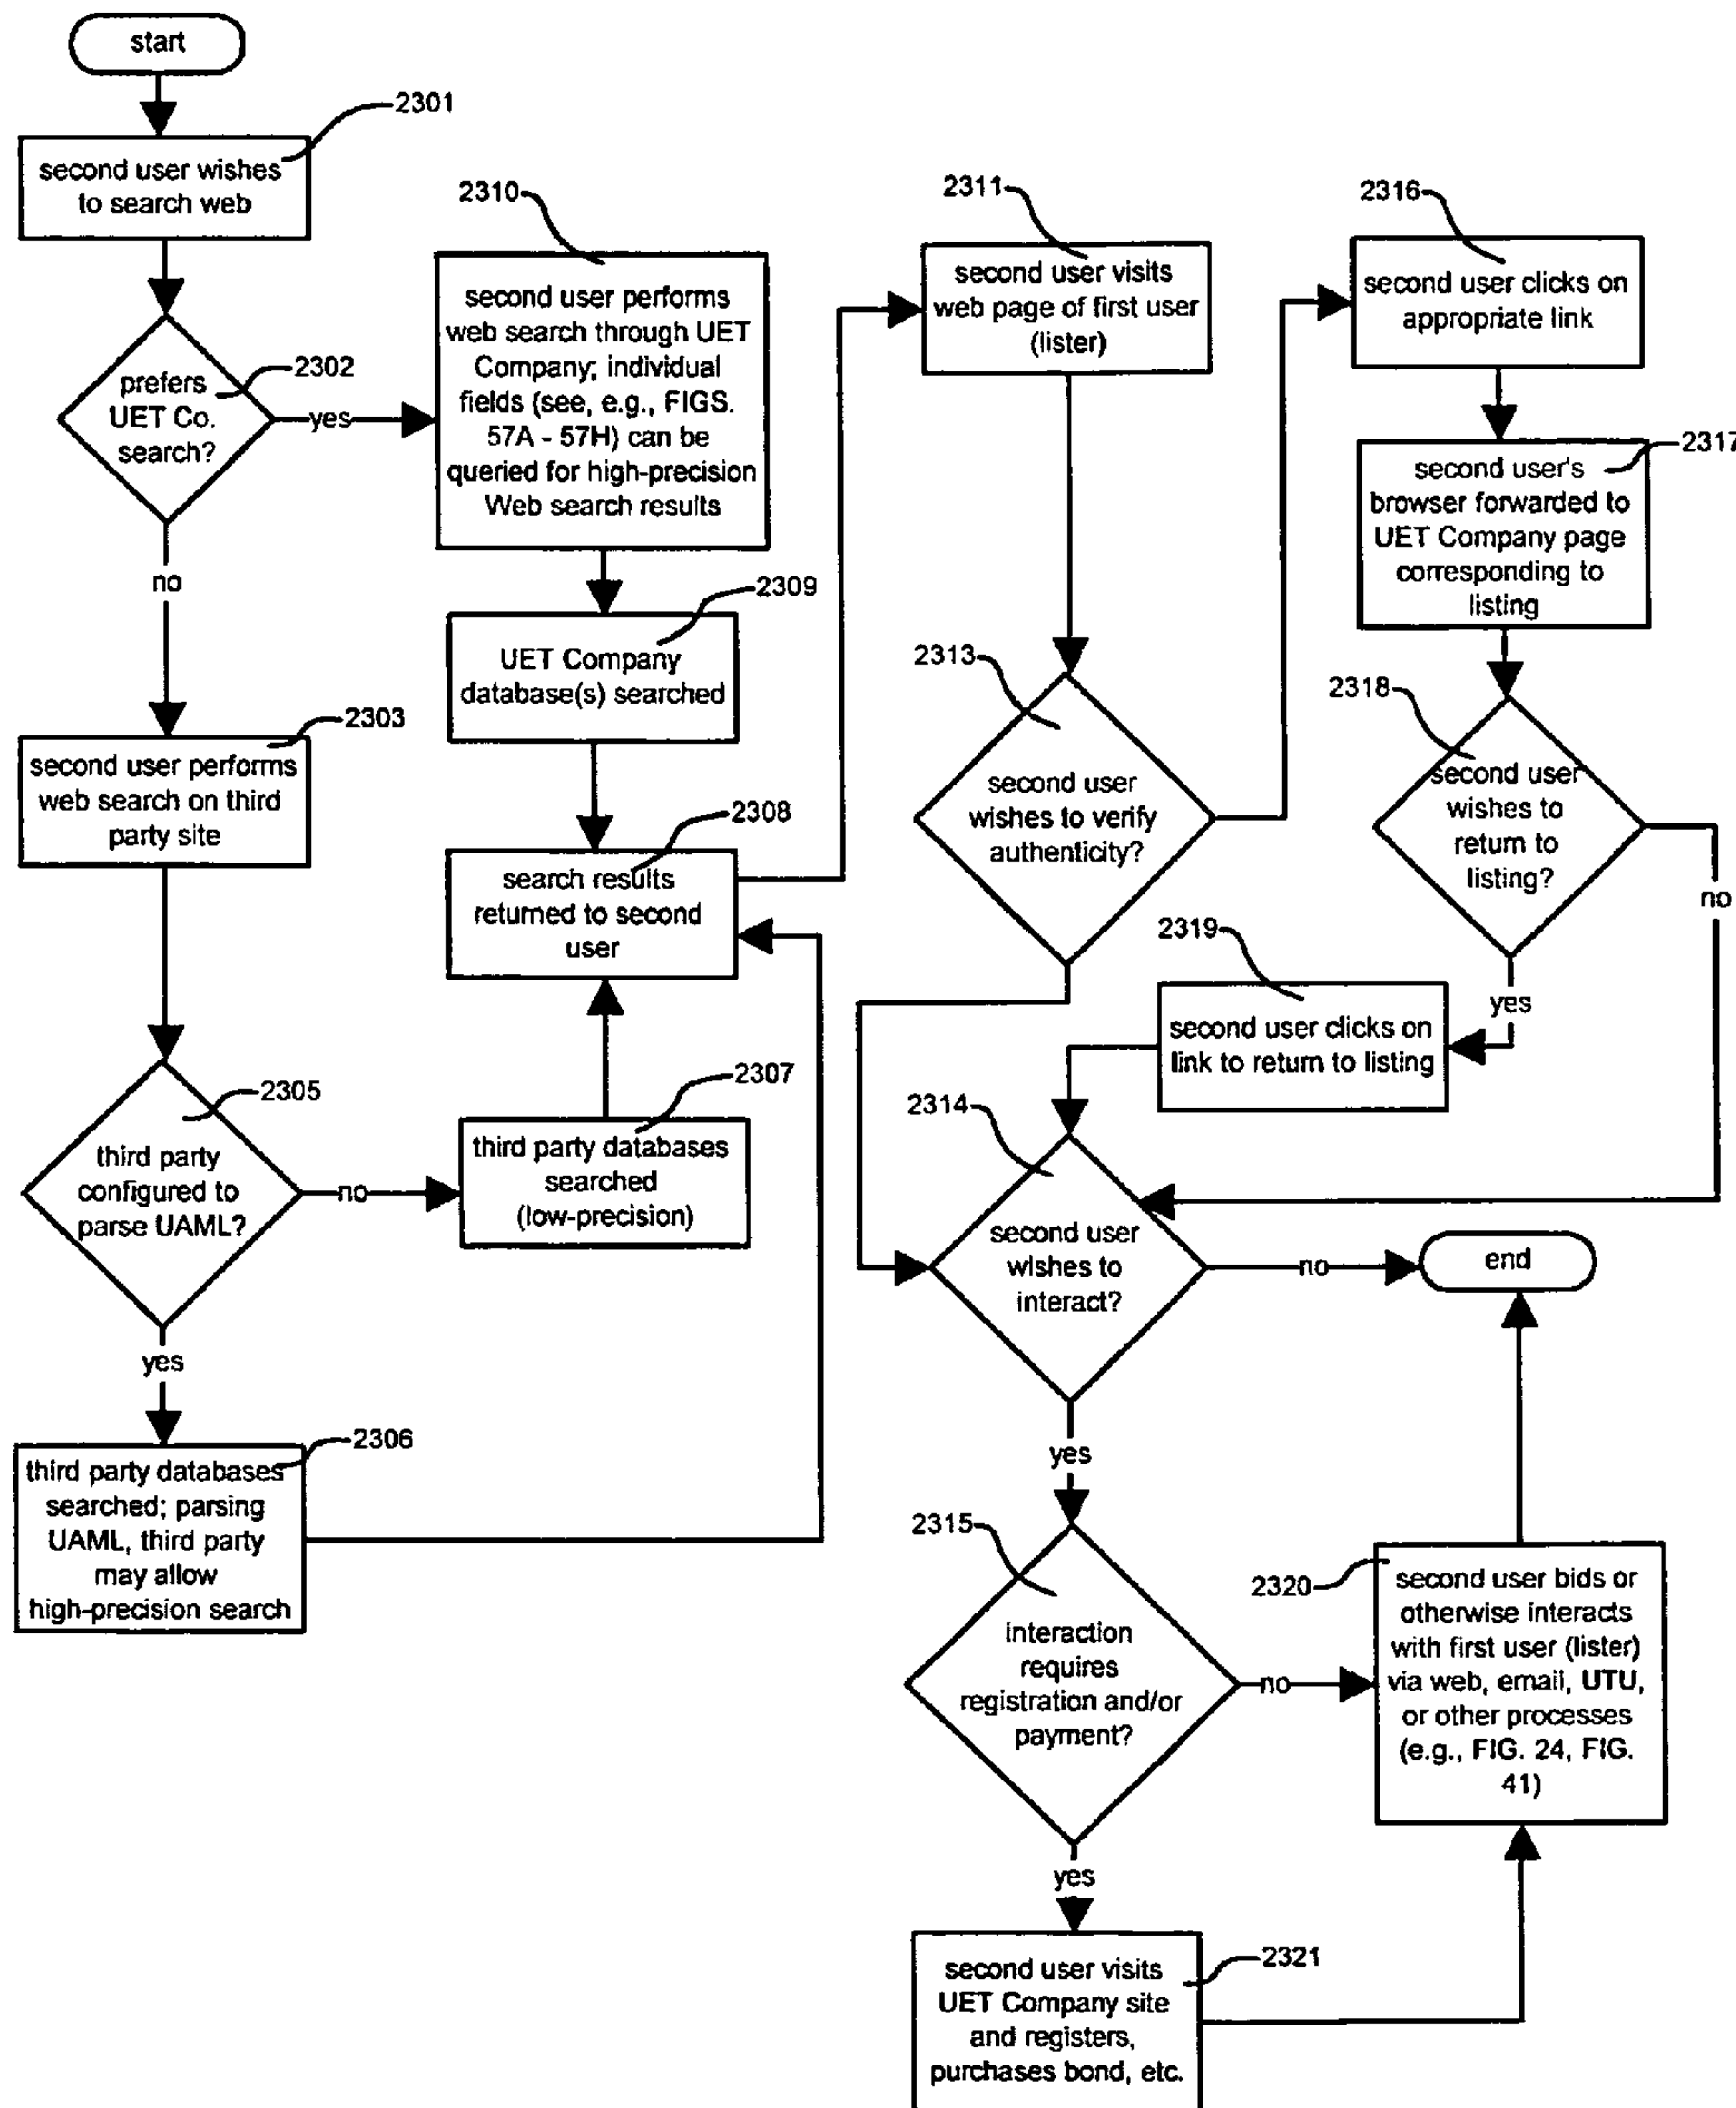 start
2301
second user wishes
to search web
2302
prefers
UET Co.
search?
yes
no
2310
second user performs
web search through UET
Company; individual
fields (see, e.g., FIGS.
57A - 57H) can be
queried for high-precision
Web search results
2309
UET Company
database(s) searched
2303
second user performs
web search on third
party site
2308
search results
returned to second
user
2305
third party
configured to
parse UAML?
no
yes
2307
third party databases
searched
(low-precision)
2306
third party databases
searched; parsing
UAML, third party
may allow
high-precision search
2311
second user visits
web page of first user
(lister)
2313
second user
wishes to verify
authenticity?
2316
second user clicks on
appropriate link
2317
second user's
browser forwarded to
UET Company page
corresponding to
listing
2318
second user
wishes to
return to
listing?
no
yes
2319
second user clicks on
link to return to listing
2314
second user
wishes to
interact?
no
end
yes
2315
interaction
requires
registration and/or
payment?
no
yes
2320
second user bids or
otherwise interacts
with first user (lister)
via web, email, UTU,
or other processes
(e.g., FIG. 24, FIG.
41)
2321
second user visits
UET Company site
and registers,
purchases bond, etc.